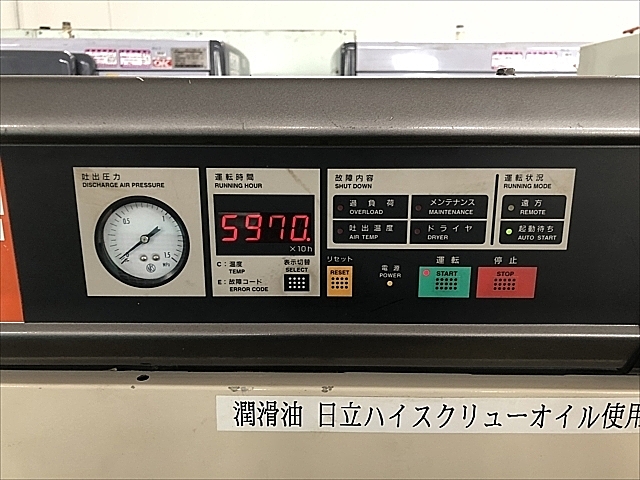 OK
吐出圧力
DISCHARGE AIR PRESSURE
0.5
1
0
1.5
MPa
運転時間
RUNNING HOUR
5970.
×10h
C：温度
TEMP
E：故障コード
ERROR CODE
表示切替
SELECT
故障内容
SHUT DOWN
過負荷
OVERLOAD
メンテナンス
MAINTENANCE
吐出温度
AIR TEMP
ドライヤ
DRYER
運転状況
RUNNING MODE
遠方
REMOTE
起動待ち
AUTO START
リセット
RESET
電源
POWER
運転
START
停止
STOP
潤滑油 日立ハイスクリューオイル使用